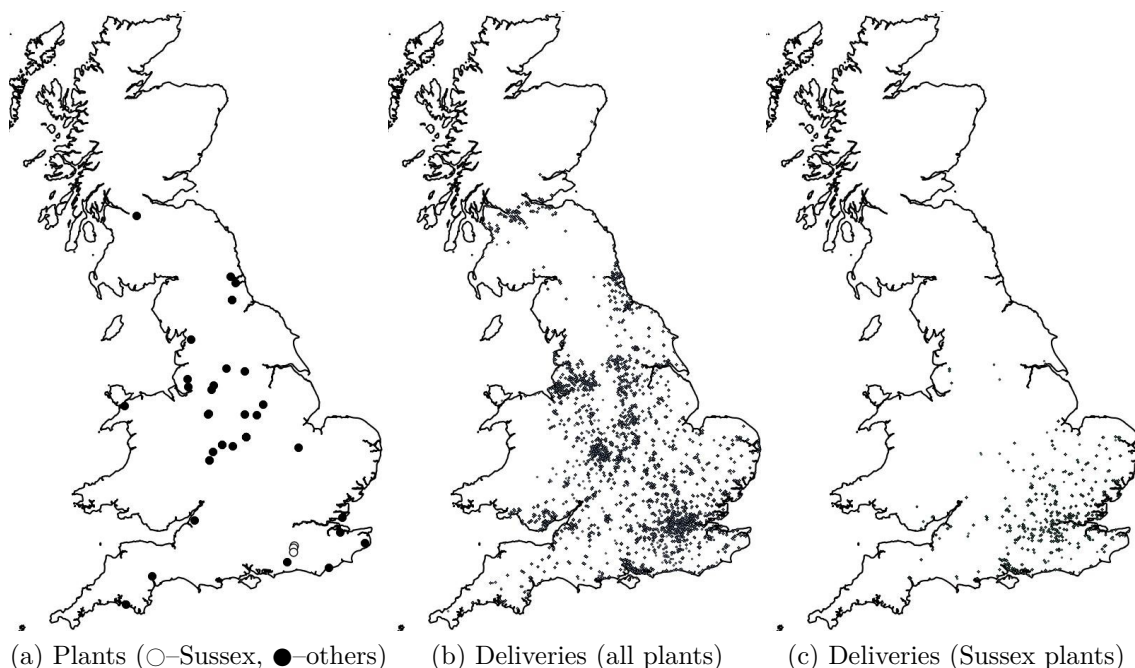 (a) Plants (○–Sussex, ●–others)
(b) Deliveries (all plants)
(c) Deliveries (Sussex plants)